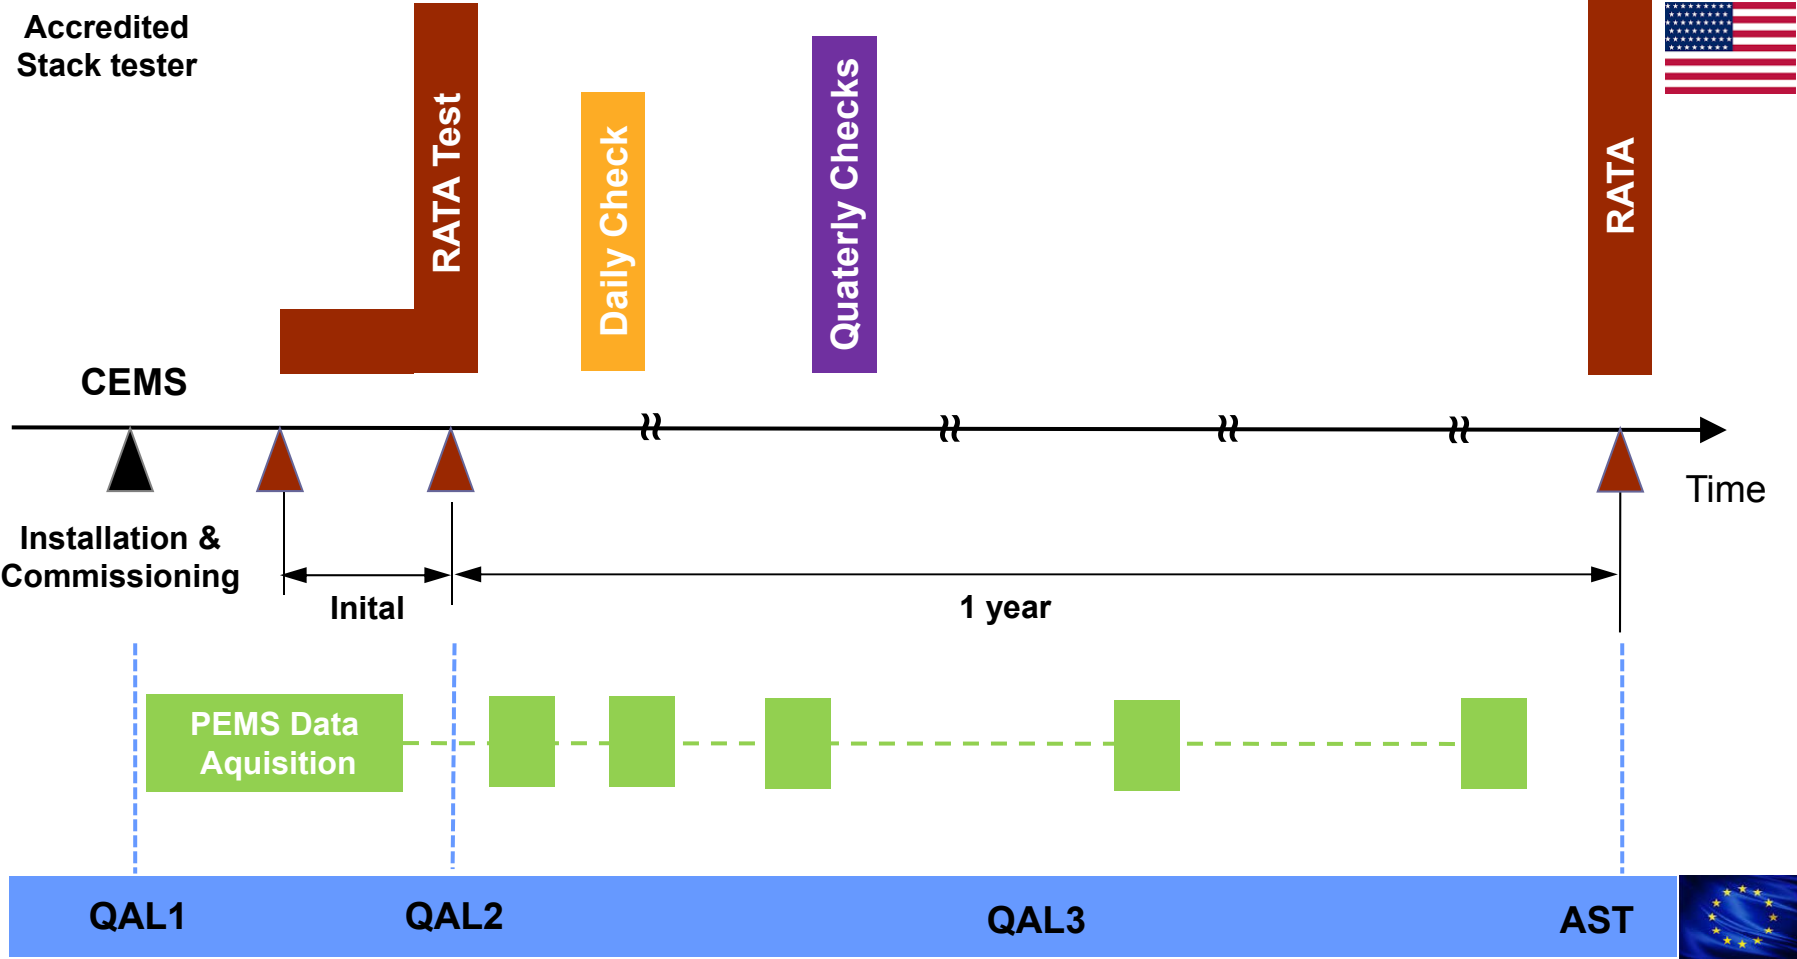 Accredited
Stack tester
RATA Test
Daily Check
Quaterly Checks
RATA
CEMS
Time
Installation &
Commissioning
Inital
1 year
PEMS Data
Aquisition
QAL1
QAL2
QAL3
AST